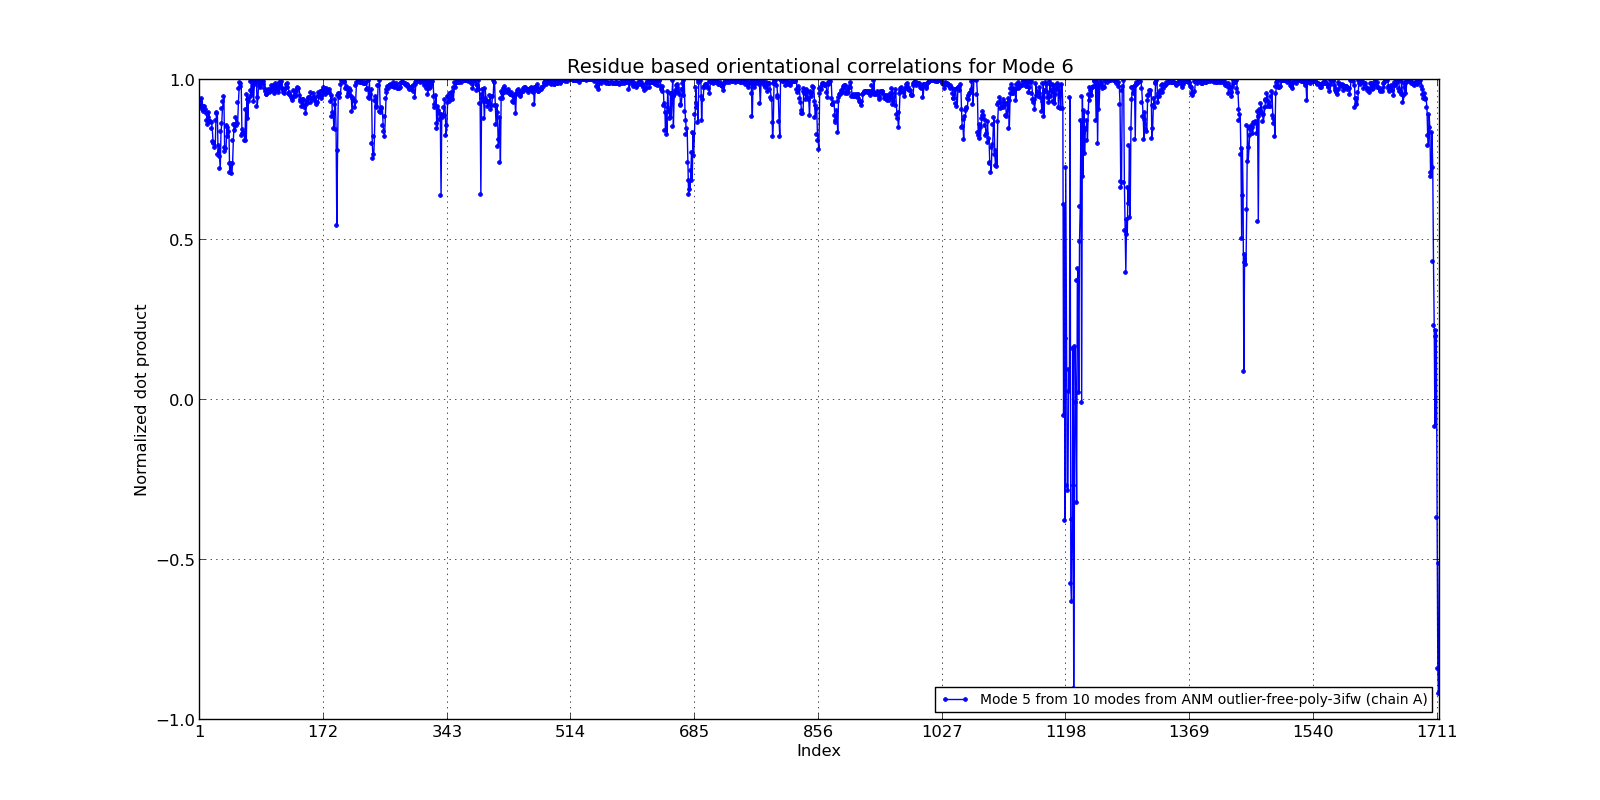 Residue based orientational correlations for Mode 6
1.0
0.5
0.0
−0.5
−1.0
Normalized dot product
Mode 5 from 10 modes from ANM outlier-free-poly-3ifw (chain A)
1 172 343 514 685 856 1027 1198 1369 1540 1711
Index